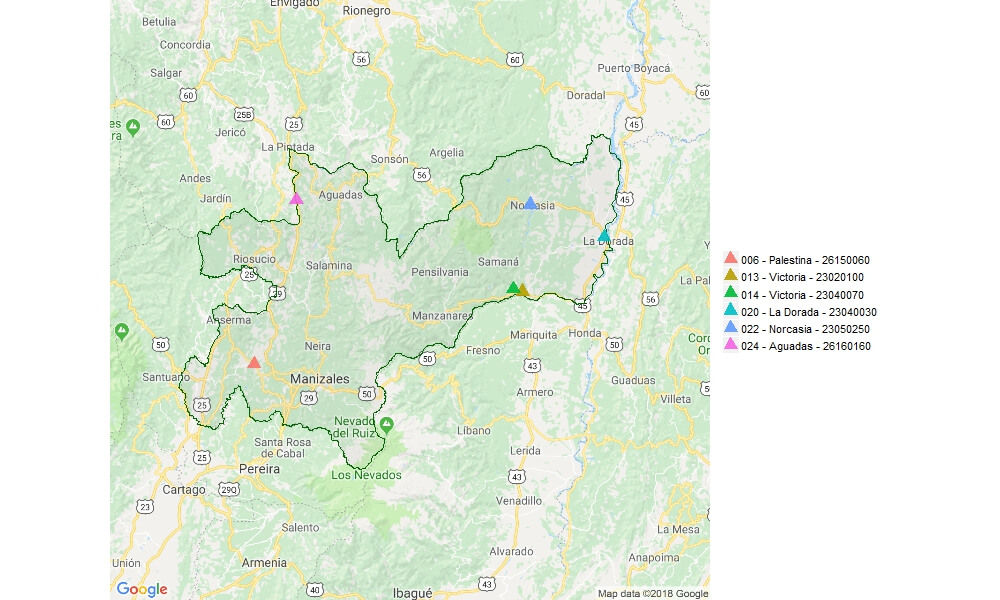 Envigado
Rionegro
Betulia
Concordia
56
60
Salgar
Puerto Boyacá
60
60
Doradal
25B
60
25
45
Jericó
La Pintada
Argelia
Sonsón
56
Andes
Jardín
Aguadas
45
Norcasia
La Dorada
Riosucio
Salamina
Samaná
Pensilvania
25
29
56
45
Manzanares
Anserma
Mariquita
Honda
Neira
Fresno
50
50
50
43
Santuario
Manizales
Guaduas
Armero
Villeta
29
50
25
Nevado
del Ruiz
Líbano
Santa Rosa
de Cabal
Lerida
25
Pereira
Los Nevados
43
Cartago
29Q
Venadillo
23
Salento
La Mesa
Alvarado
Anapoima
Unión
Armenia
43
40
Ibagué
Google
Map data ©2018 Google
006 - Palestina - 26150060
013 - Victoria - 23020100
014 - Victoria - 23040070
020 - La Dorada - 23040030
022 - Norcasia - 23050250
024 - Aguadas - 26160160